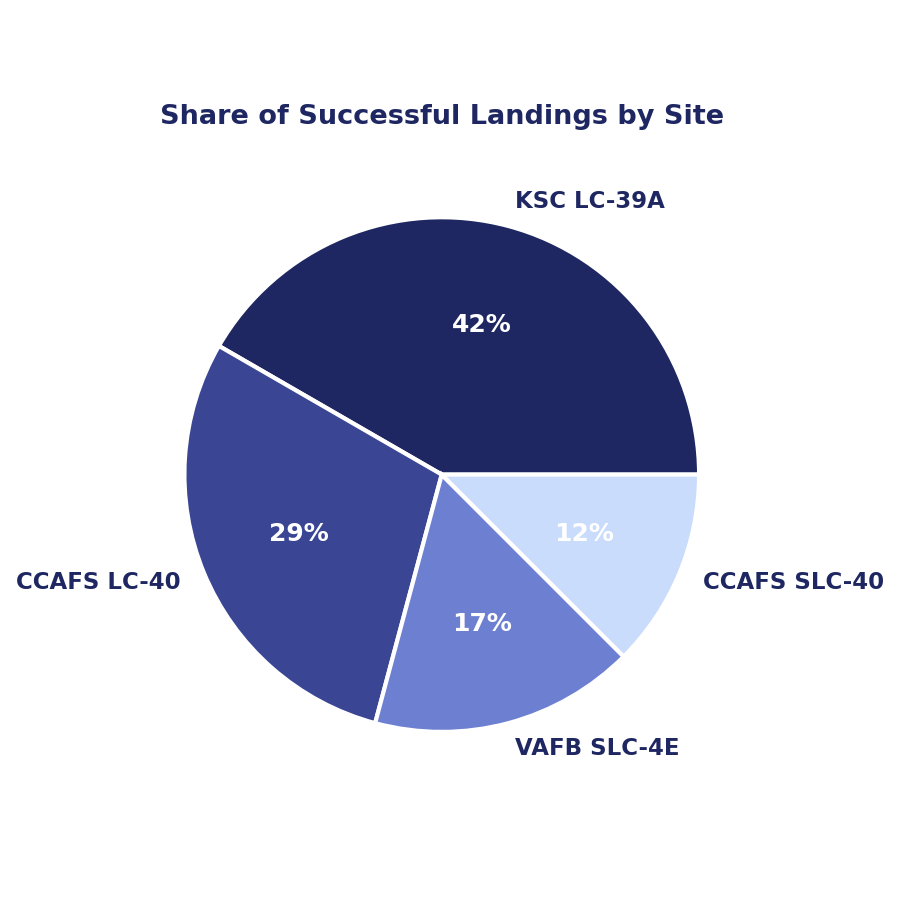 Share of Successful Landings by Site
KSC LC-39A
42%
29%
12%
CCAFS LC-40
CCAFS SLC-40
17%
VAFB SLC-4E